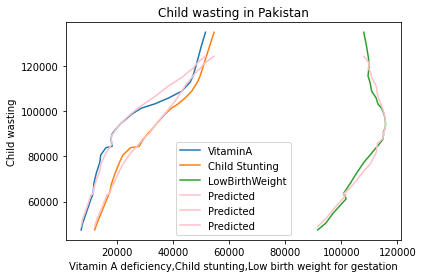 Child wasting in Pakistan
Child wasting
120000
100000
80000
60000
VitaminA
Child Stunting
LowBirthWeight
Predicted
Predicted
Predicted
20000 40000 60000 80000 100000 120000
Vitamin A deficiency,Child stunting,Low birth weight for gestation